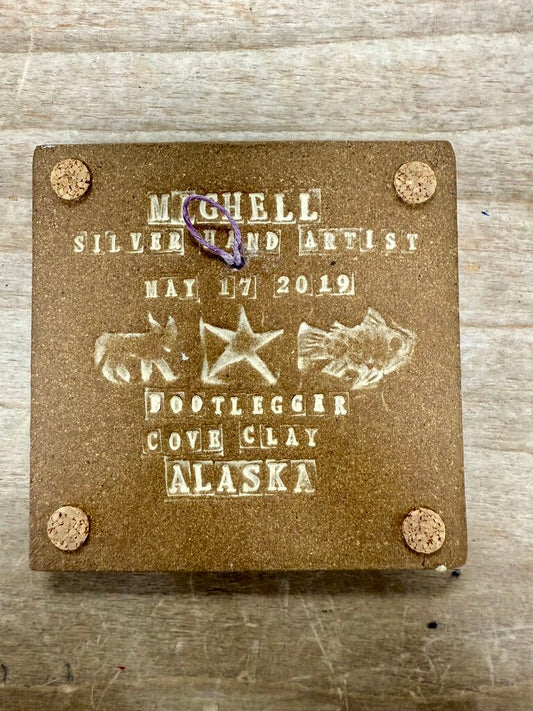 MICHELL
SILVER HAND ARTIST
MAY 17 2019
BOOTLEGGER
COVE CLAY
ALASKA